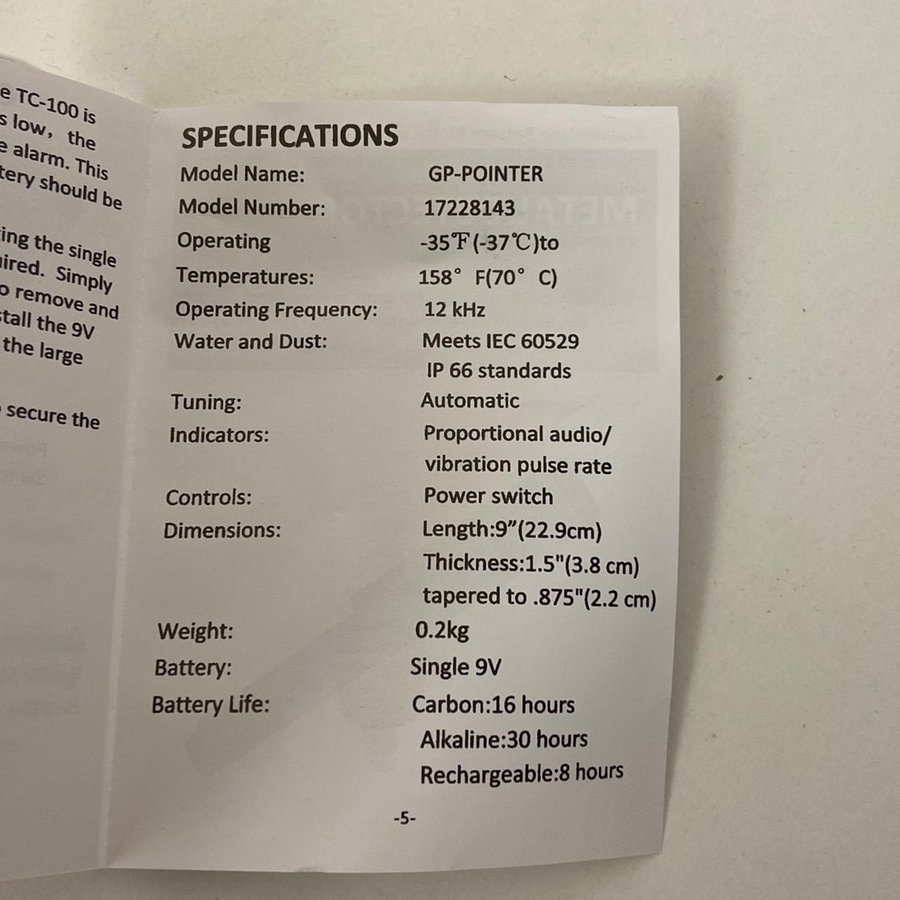 e TC-100 is
s low, the
e alarm. This
tery should be
ing the single
ired. Simply
o remove and
stall the 9V
the large
secure the
SPECIFICATIONS
Model Name: GP-POINTER
Model Number: 17228143
Operating -35℉(-37℃)to
Temperatures: 158° F(70° C)
Operating Frequency: 12 kHz
Water and Dust: Meets IEC 60529
IP 66 standards
Tuning: Automatic
Indicators: Proportional audio/
vibration pulse rate
Controls: Power switch
Dimensions: Length:9”(22.9cm)
Thickness:1.5"(3.8 cm)
tapered to .875"(2.2 cm)
Weight: 0.2kg
Battery: Single 9V
Battery Life: Carbon:16 hours
Alkaline:30 hours
Rechargeable:8 hours
-5-